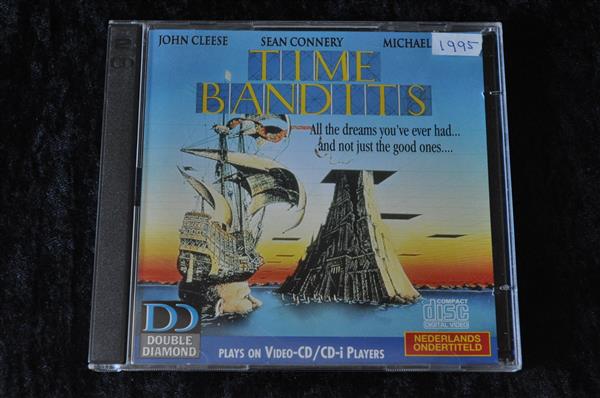 JOHN CLEESE SEAN CONNERY MICHAEL
1995
TIME
BANDITS
All the dreams you've ever had...
and not just the good ones....
DD
DOUBLE
DIAMOND
PLAYS ON VIDEO-CD/CD-i PLAYERS
COMPACT
disc
DIGITAL VIDEO
NEDERLANDS
ONDERTITELD